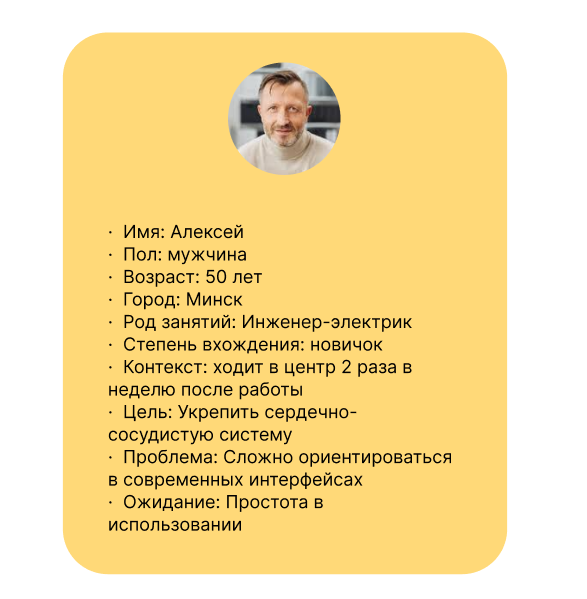 · Имя: Алексей
· Пол: мужчина
· Возраст: 50 лет
· Город: Минск
· Род занятий: Инженер-электрик
· Степень вхождения: новичок
· Контекст: ходит в центр 2 раза в
неделю после работы
· Цель: Укрепить сердечно-
сосудистую систему
· Проблема: Сложно ориентироваться
в современных интерфейсах
· Ожидание: Простота в
использовании